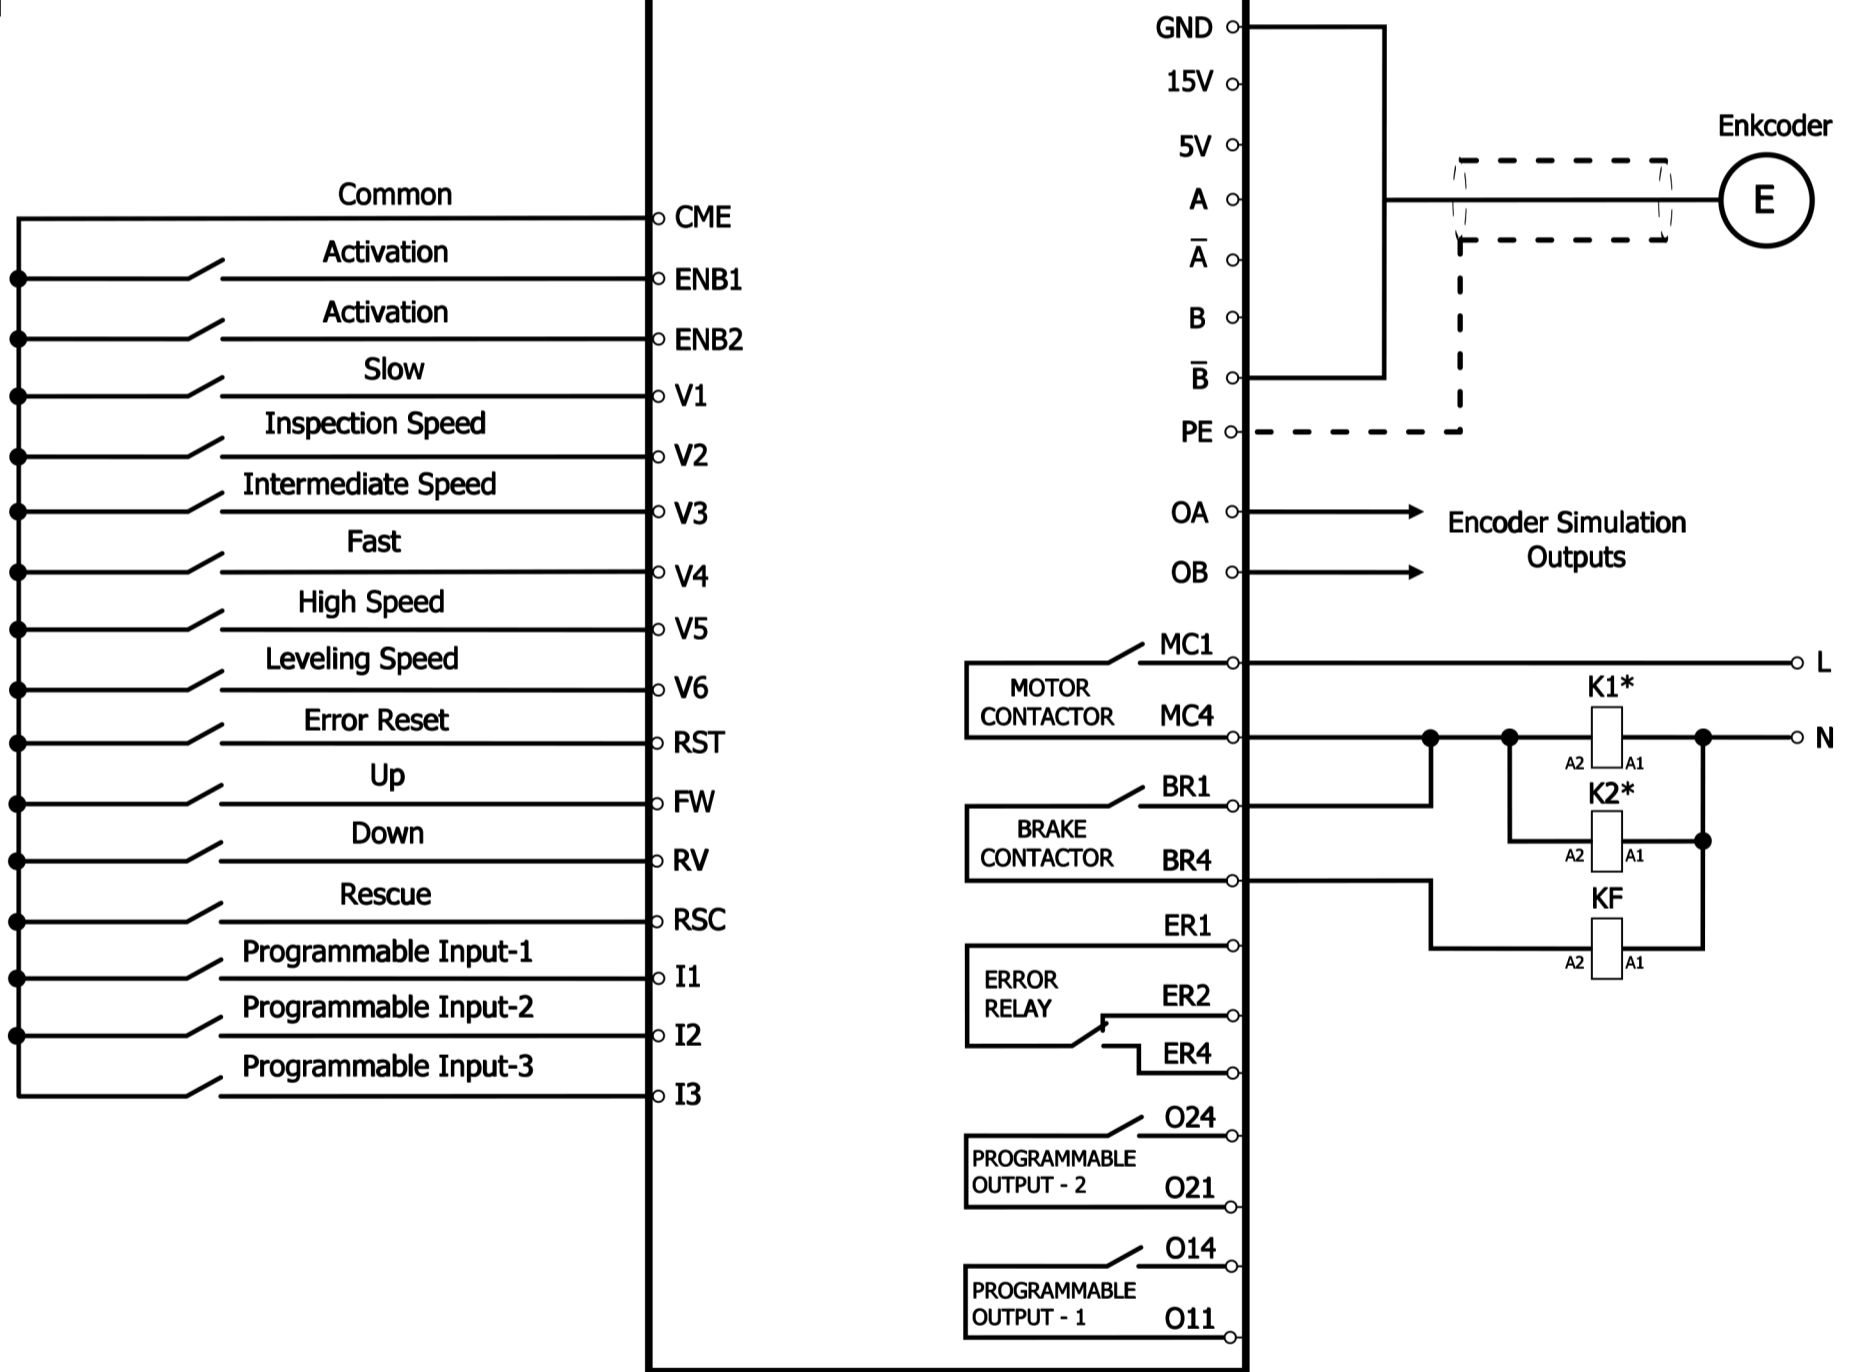 Common
CME
Activation
ENB1
Activation
ENB2
Slow
V1
Inspection Speed
V2
Intermediate Speed
V3
Fast
V4
High Speed
V5
Leveling Speed
V6
Error Reset
RST
Up
FW
Down
RV
Rescue
RSC
Programmable Input-1
I1
Programmable Input-2
I2
Programmable Input-3
I3
GND
15V
5V
A
A̅
B
B̅
PE
Enkcoder
E
OA
OB
Encoder Simulation
Outputs
MC1
MOTOR
CONTACTOR
MC4
L
K1*
A2 A1
N
BR1
BRAKE
CONTACTOR
BR4
K2*
A2 A1
KF
A2 A1
ER1
ERROR
RELAY
ER2
ER4
O24
PROGRAMMABLE
OUTPUT - 2
O21
O14
PROGRAMMABLE
OUTPUT - 1
O11